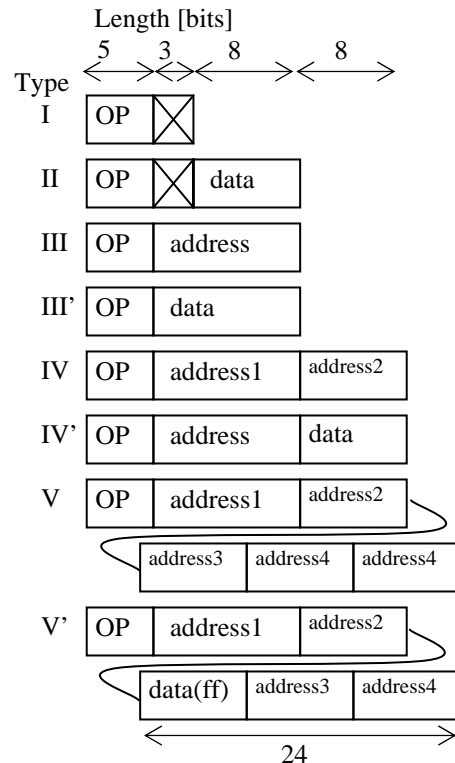 Length [bits]
5 3 8 8
Type
I OP
II OP data
III OP address
III' OP data
IV OP address1 address2
IV' OP address data
V OP address1 address2
address3 address4 address4
V' OP address1 address2
data(ff) address3 address4
24